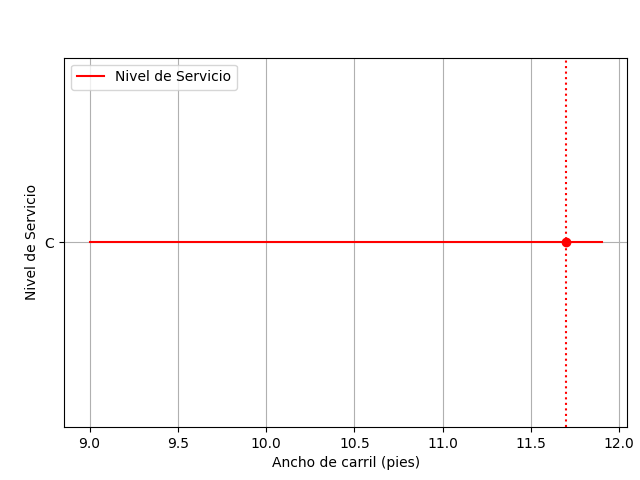 Nivel de Servicio
Nivel de Servicio
C
9.0 9.5 10.0 10.5 11.0 11.5 12.0
Ancho de carril (pies)